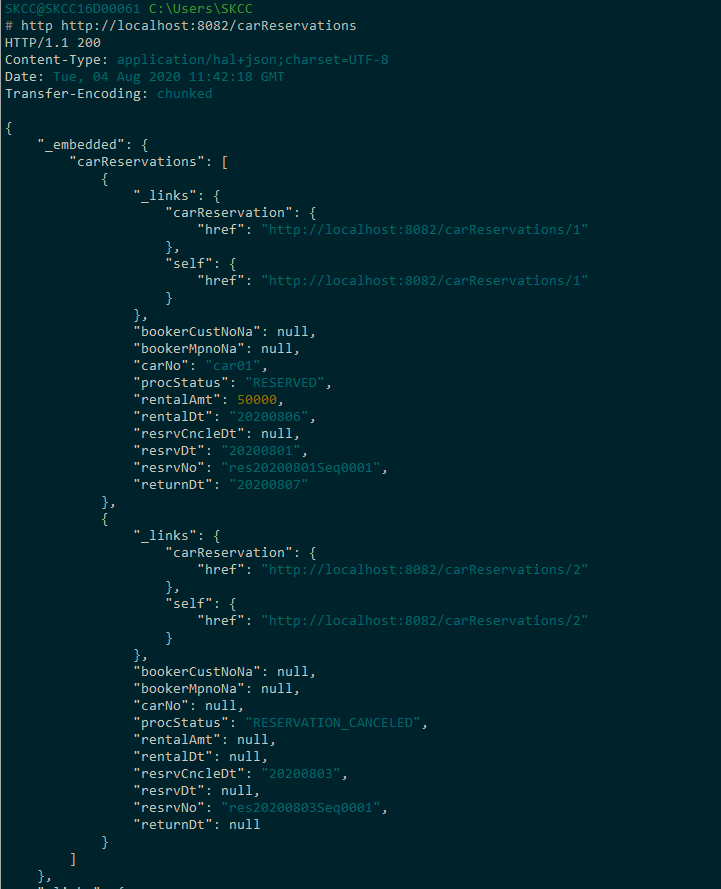 SKCC@SKCC16D00061 C:\Users\SKCC
# http http://localhost:8082/carReservations
HTTP/1.1 200
Content-Type: application/hal+json;charset=UTF-8
Date: Tue, 04 Aug 2020 11:42:18 GMT
Transfer-Encoding: chunked

{
    "_embedded": {
        "carReservations": [
            {
                "_links": {
                    "carReservation": {
                        "href": "http://localhost:8082/carReservations/1"
                    },
                    "self": {
                        "href": "http://localhost:8082/carReservations/1"
                    }
                },
                "bookerCustNoNa": null,
                "bookerMpnoNa": null,
                "carNo": "car01",
                "procStatus": "RESERVED",
                "rentalAmt": 50000,
                "rentalDt": "20200806",
                "resrvCncleDt": null,
                "resrvDt": "20200801",
                "resrvNo": "res20200801Seq0001",
                "returnDt": "20200807"
            },
            {
                "_links": {
                    "carReservation": {
                        "href": "http://localhost:8082/carReservations/2"
                    },
                    "self": {
                        "href": "http://localhost:8082/carReservations/2"
                    }
                },
                "bookerCustNoNa": null,
                "bookerMpnoNa": null,
                "carNo": null,
                "procStatus": "RESERVATION_CANCELED",
                "rentalAmt": null,
                "rentalDt": null,
                "resrvCncleDt": "20200803",
                "resrvDt": null,
                "resrvNo": "res20200803Seq0001",
                "returnDt": null
            }
        ]
    },